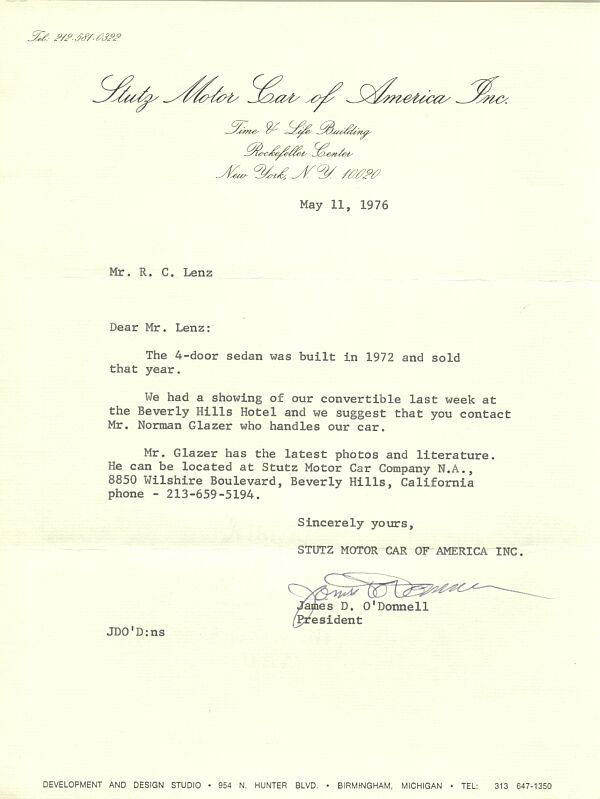 Tel: 212-581-0322
Stutz Motor Car of America Inc.
Time & Life Building
Rockefeller Center
New York, N Y 10020
May 11, 1976
Mr. R. C. Lenz
Dear Mr. Lenz:
The 4-door sedan was built in 1972 and sold
that year.
We had a showing of our convertible last week at
the Beverly Hills Hotel and we suggest that you contact
Mr. Norman Glazer who handles our car.
Mr. Glazer has the latest photos and literature.
He can be located at Stutz Motor Car Company N.A.,
8850 Wilshire Boulevard, Beverly Hills, California
phone - 213-659-5194.
Sincerely yours,
STUTZ MOTOR CAR OF AMERICA INC.
James D. O'Donnell
President
JDO'D:ns
DEVELOPMENT AND DESIGN STUDIO • 954 N. HUNTER BLVD. • BIRMINGHAM, MICHIGAN • TEL: 313 647-1350